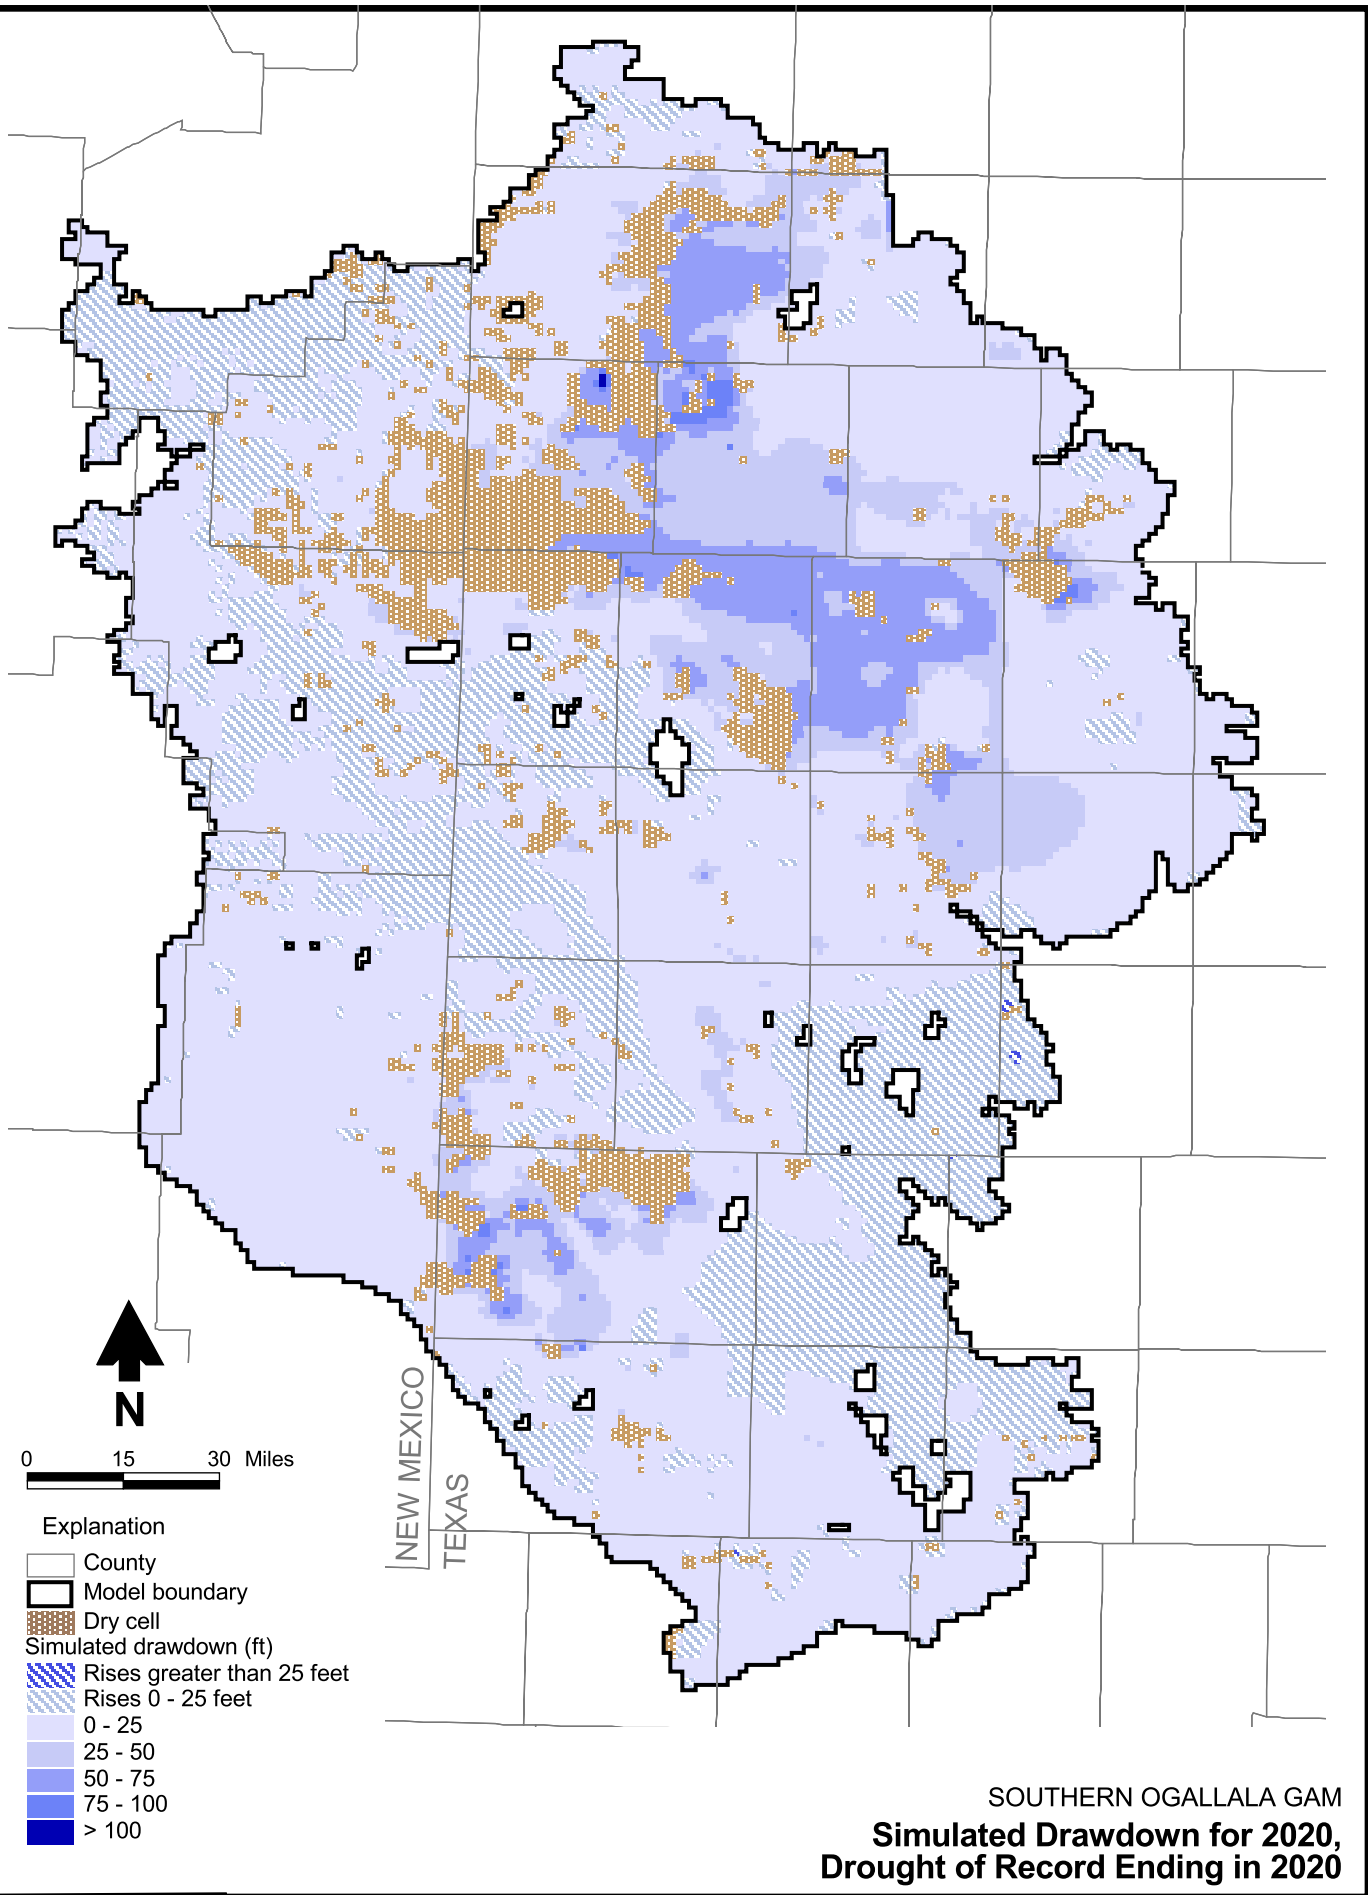 NEW MEXICO
TEXAS
N
0 15 30 Miles
Explanation
County
Model boundary
Dry cell
Simulated drawdown (ft)
Rises greater than 25 feet
Rises 0 - 25 feet
0 - 25
25 - 50
50 - 75
75 - 100
> 100
SOUTHERN OGALLALA GAM
Simulated Drawdown for 2020,
Drought of Record Ending in 2020